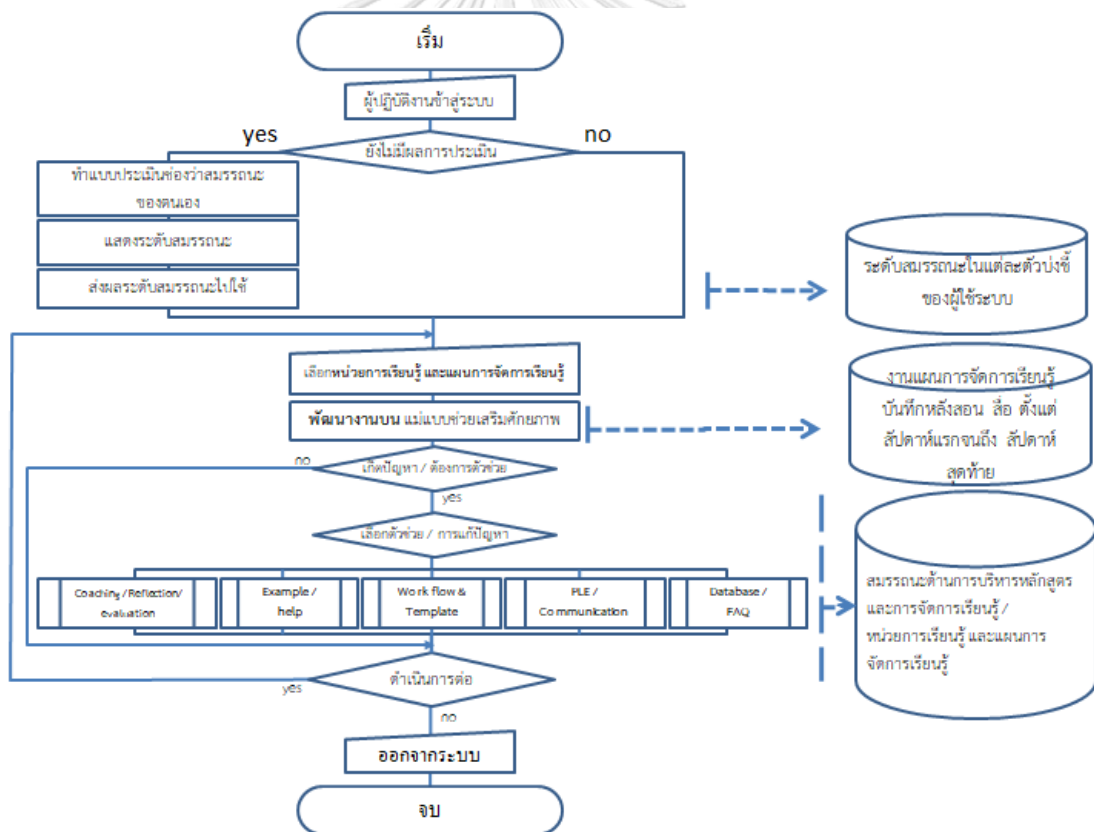 เริ่ม
ผู้ปฏิบัติงานเข้าสู่ระบบ
yes
no
ยังไม่มีผลการประเมิน
ทำแบบประเมินช่องว่าสมรรถนะ
ของตนเอง
แสดงระดับสมรรถนะ
ส่งผลระดับสมรรถนะไปใช้
ระดับสมรรถนะในแต่ละตัวบ่งชี้
ของผู้ใช้ระบบ
เลือกหน่วยการเรียนรู้ และแผนการจัดการเรียนรู้
พัฒนางานบน แม่แบบช่วยเสริมศักยภาพ
งานแผนการจัดการเรียนรู้
บันทึกหลังสอน สื่อ ตั้งแต่
สัปดาห์แรกจนถึง สัปดาห์
สุดท้าย
no
เกิดปัญหา / ต้องการตัวช่วย
yes
เลือกตัวช่วย / การแก้ปัญหา
Coaching/Reflection/
evaluation
Example /
help
Work flow &
Template
PLE /
Communication
Database /
FAQ
สมรรถนะด้านการบริหารหลักสูตร
และการจัดการเรียนรู้ /
หน่วยการเรียนรู้ และแผนการ
จัดการเรียนรู้
ดำเนินการต่อ
yes
no
ออกจากระบบ
จบ